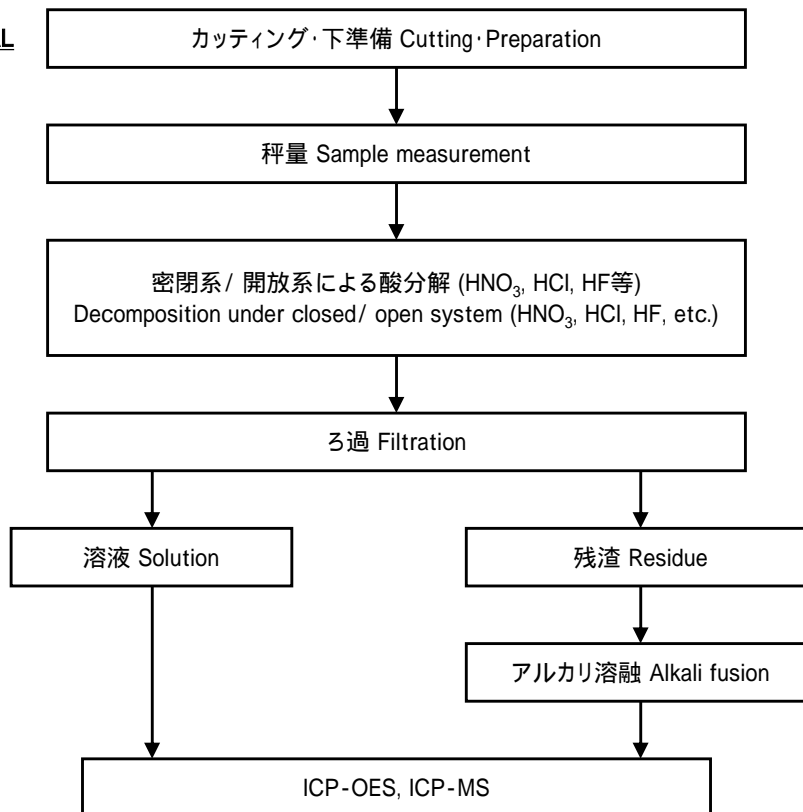 カッティング・下準備 Cutting・Preparation
秤量 Sample measurement
密閉系/ 開放系による酸分解 (HNO₃, HCl, HF等)
Decomposition under closed/ open system (HNO₃, HCl, HF, etc.)
ろ過 Filtration
溶液 Solution
残渣 Residue
アルカリ溶融 Alkali fusion
ICP-OES, ICP-MS